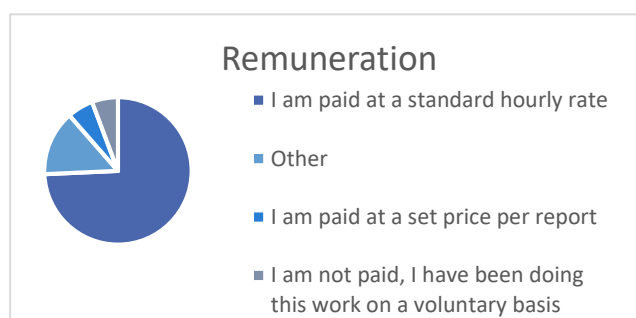 Remuneration
I am paid at a standard hourly rate
Other
I am paid at a set price per report
I am not paid, I have been doing
this work on a voluntary basis